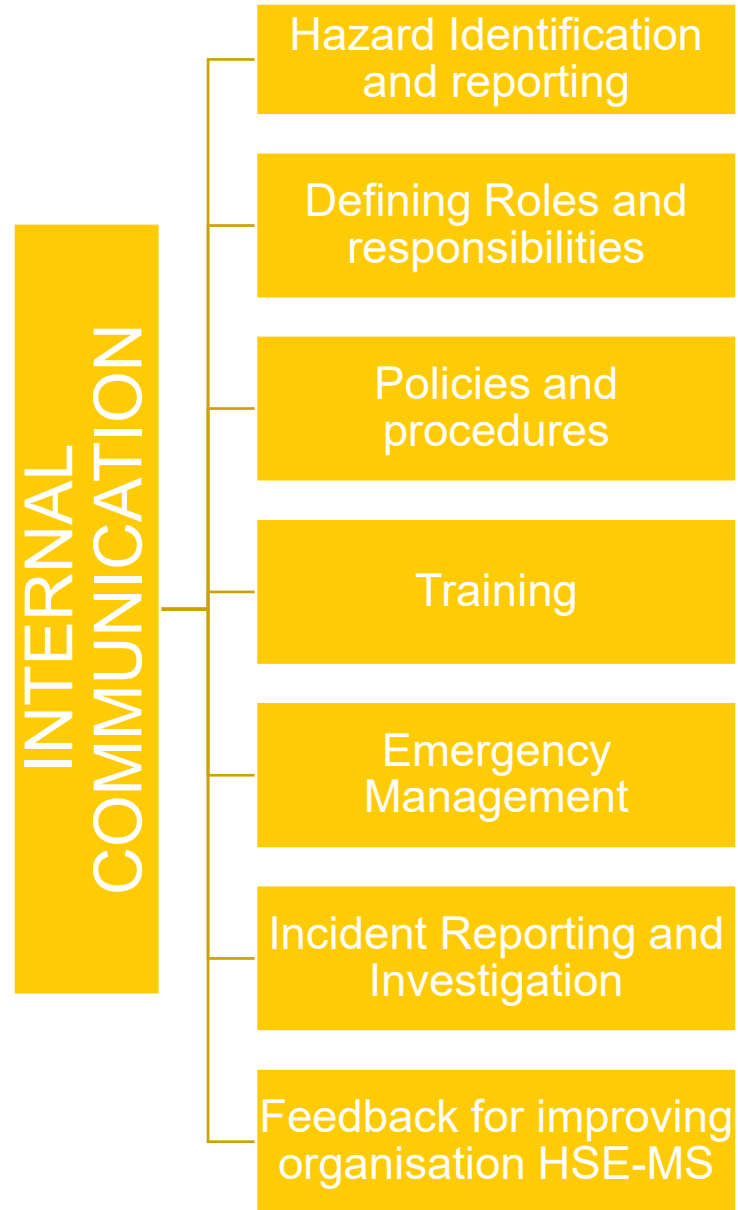 INTERNAL
COMMUNICATION
Hazard Identification
and reporting
Defining Roles and
responsibilities
Policies and
procedures
Training
Emergency
Management
Incident Reporting and
Investigation
Feedback for improving
organisation HSE-MS